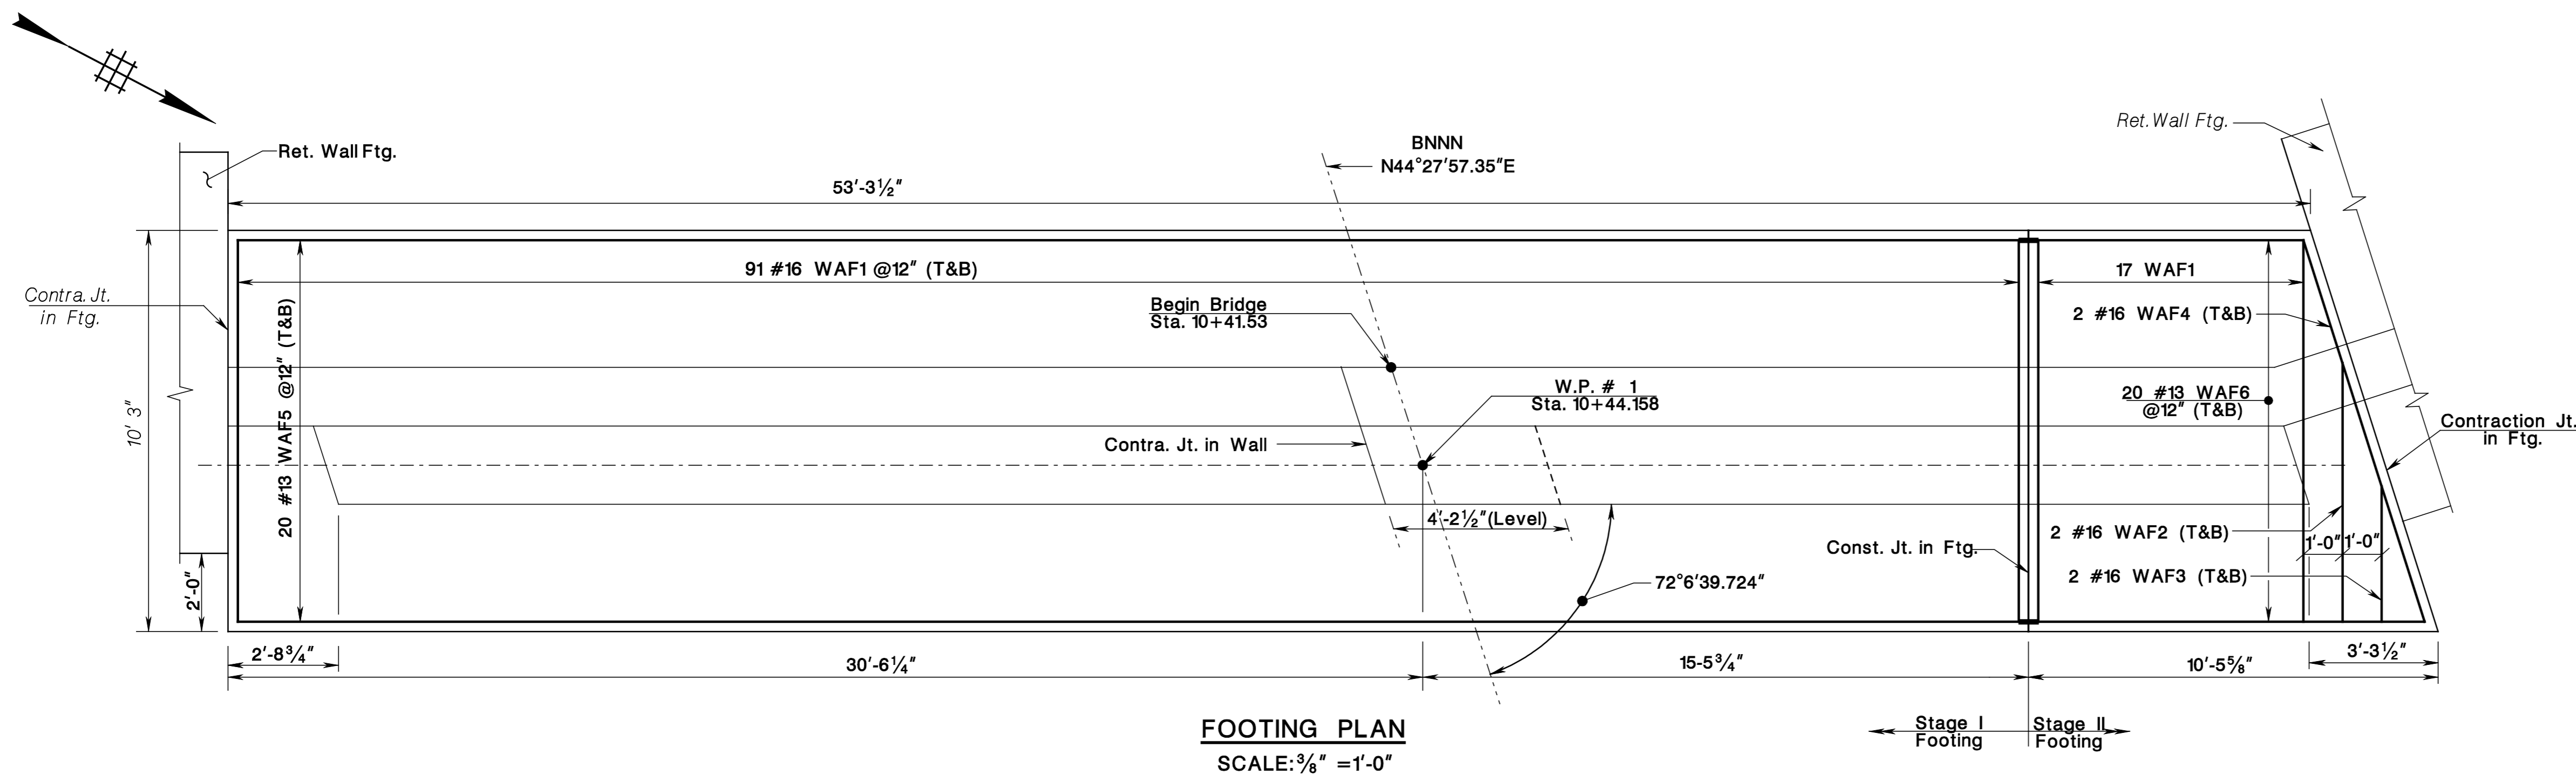 BNNN
N44°27'57.35"E
Ret. Wall Ftg.
Ret. Wall Ftg.
53'-3½"
91 #16 WAF1 @12" (T&B)
17 WAF1
Contra. Jt.
in Ftg.
Begin Bridge
Sta. 10+41.53
2 #16 WAF4 (T&B)
10' 3"
20 #13 WAF5 @12" (T&B)
W.P. # 1
Sta. 10+44.158
20 #13 WAF6
@12" (T&B)
Contra. Jt. in Wall
Contraction Jt.
in Ftg.
4'-2½"(Level)
2 #16 WAF2 (T&B)
1'-0"
1'-0"
Const. Jt. in Ftg.
2'-0"
72°6'39.724"
2 #16 WAF3 (T&B)
2'-8¾"
30'-6¼"
15-5¾"
10'-5⅝"
3'-3½"
FOOTING PLAN
SCALE:⅜" =1'-0"
Stage I
Footing
Stage II
Footing